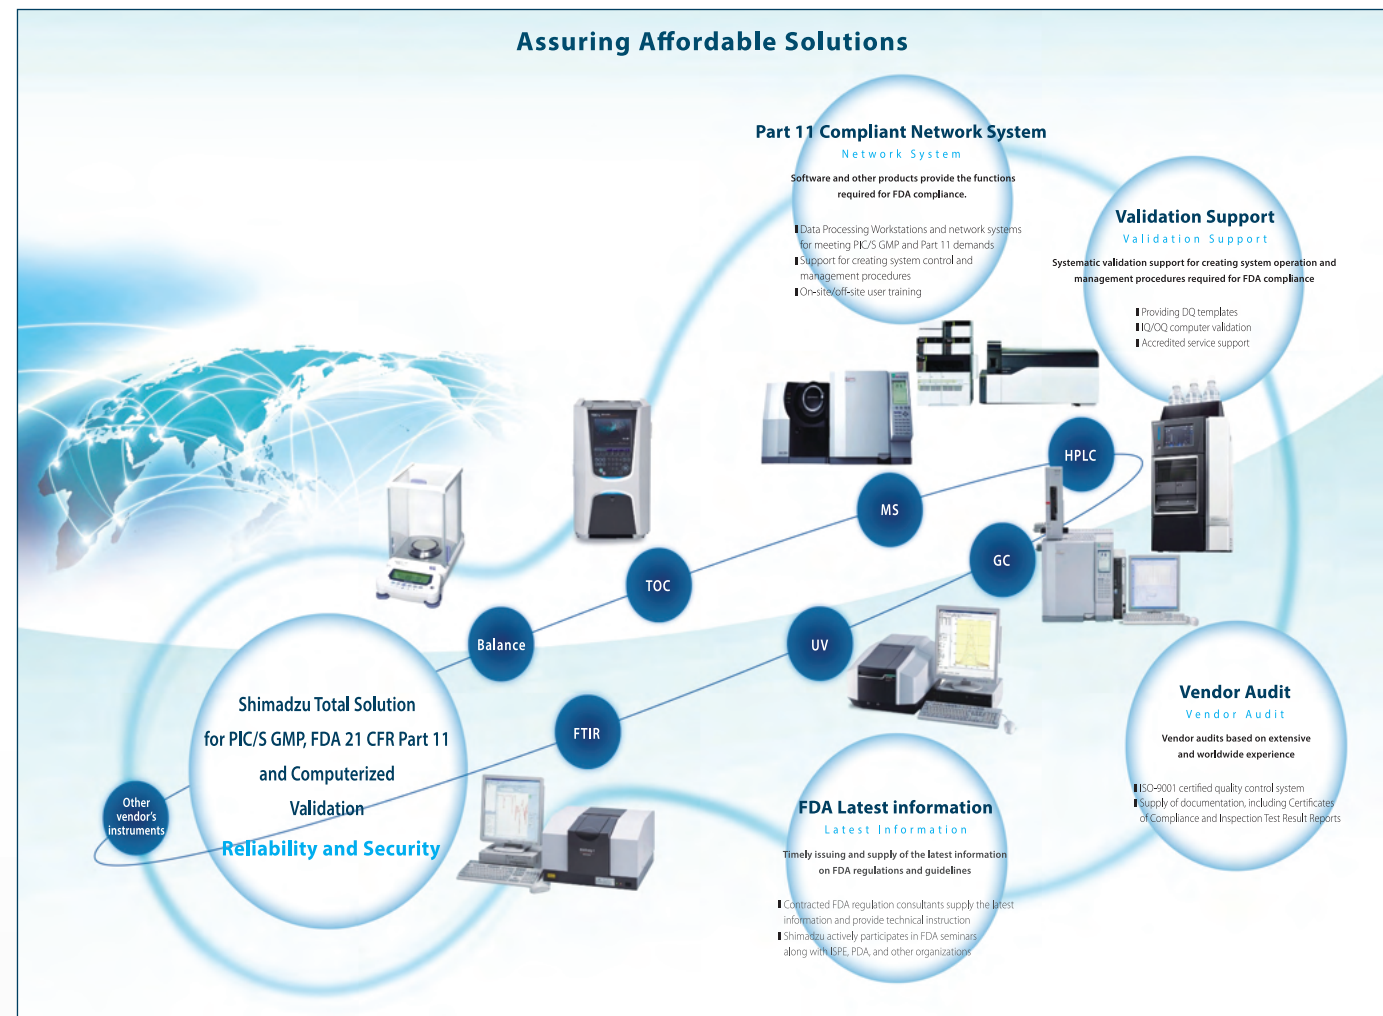 Assuring Affordable Solutions
Part 11 Compliant Network System
Network System
Software and other products provide the functions
required for FDA compliance.
Data Processing Workstations and network systems
for meeting PIC/S GMP and Part 11 demands
Support for creating system control and
management procedures
On-site/off-site user training
Validation Support
Validation Support
Systematic validation support for creating system operation and
management procedures required for FDA compliance
Providing DQ templates
IQ/OQ computer validation
Accredited service support
HPLC
MS
GC
TOC
UV
Balance
FTIR
Other
vendor's
instruments
Shimadzu Total Solution
for PIC/S GMP, FDA 21 CFR Part 11
and Computerized
Validation
Reliability and Security
Vendor Audit
Vendor Audit
Vendor audits based on extensive
and worldwide experience
ISO-9001 certified quality control system
Supply of documentation, including Certificates
of Compliance and Inspection Test Result Reports
FDA Latest information
Latest Information
Timely issuing and supply of the latest information
on FDA regulations and guidelines
Contracted FDA regulation consultants supply the latest
information and provide technical instruction
Shimadzu actively participates in FDA seminars
along with ISPE, PDA, and other organizations